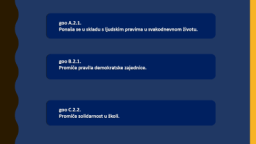 goo A.2.1.
Ponaša se u skladu s ljudskim pravima u svakodnevnom životu.
goo B.2.1.
Promiče pravila demokratske zajednice.
goo C.2.2.
Promiče solidarnost u školi.